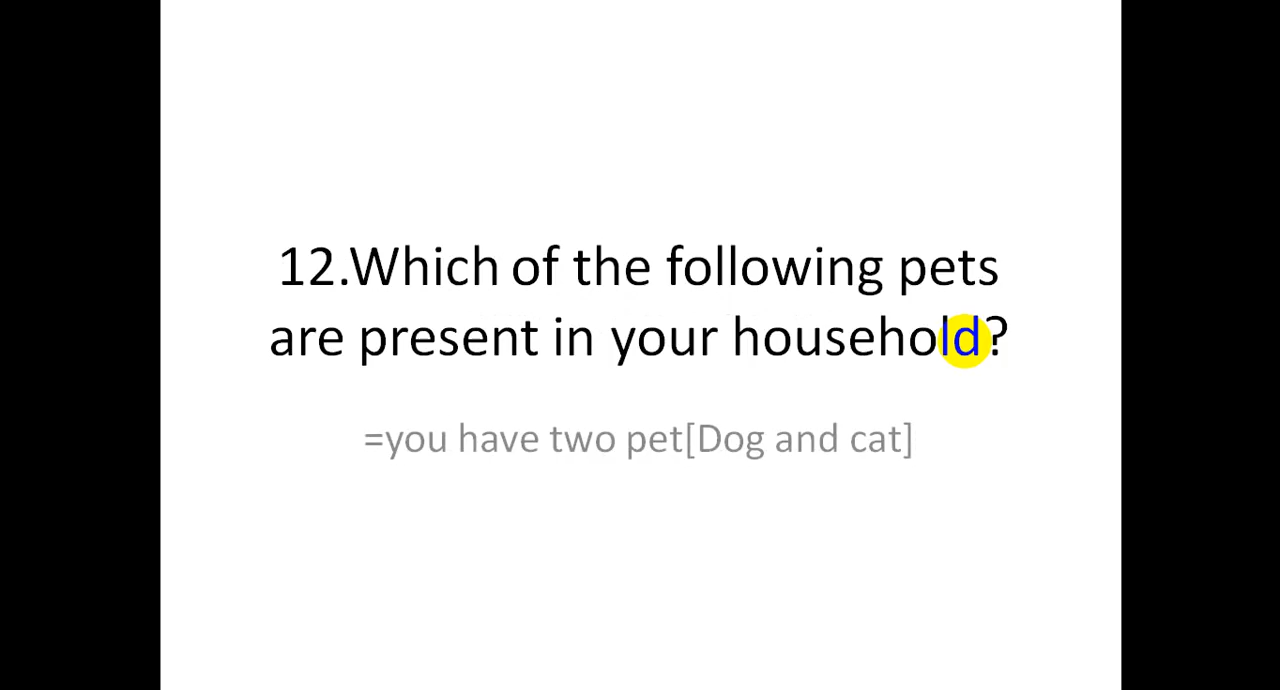 12.Which of the following pets
are present in your household?
=you have two pet[Dog and cat]